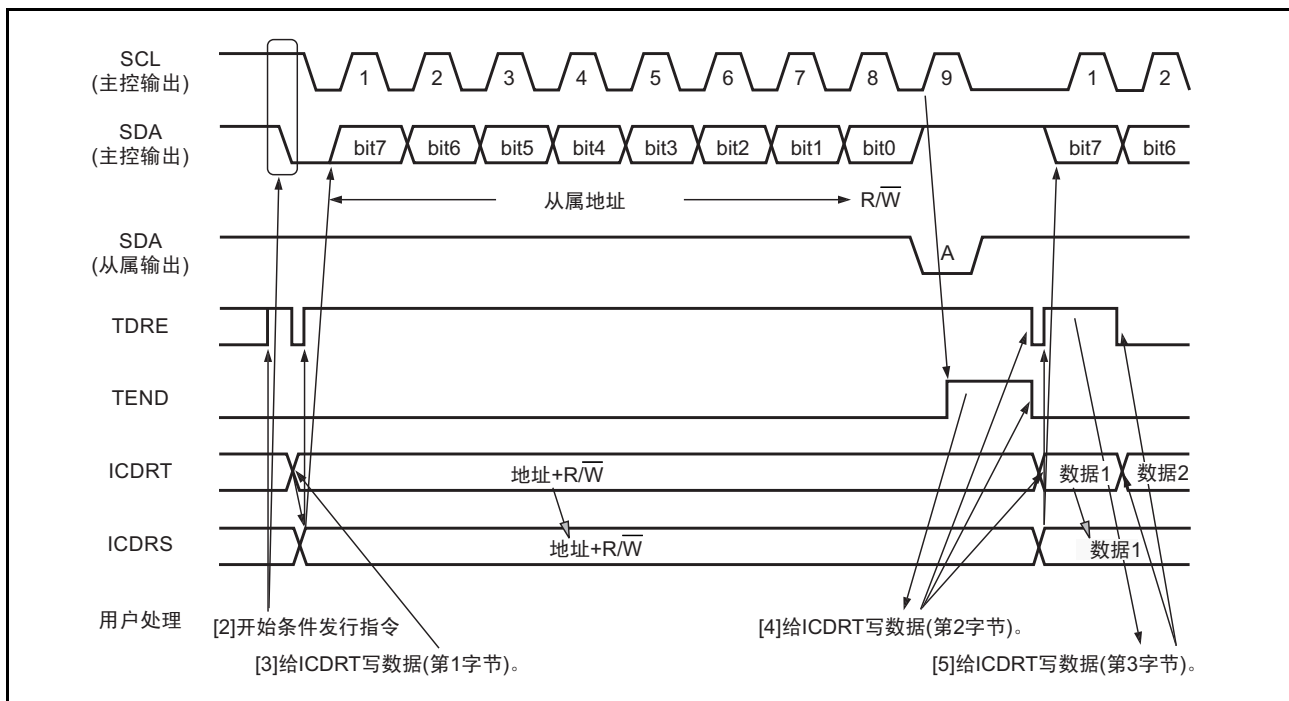 SCL
(主控输出)
1 2 3 4 5 6 7 8 9 1 2
SDA
(主控输出)
bit7 bit6 bit5 bit4 bit3 bit2 bit1 bit0 bit7 bit6
从属地址 R/W̅
SDA
(从属输出)
A
TDRE
TEND
ICDRT
地址+R/W̅ 数据1 数据2
ICDRS
地址+R/W̅ 数据1
用户处理
[2]开始条件发行指令
[3]给ICDRT写数据(第1字节)。
[4]给ICDRT写数据(第2字节)。
[5]给ICDRT写数据(第3字节)。